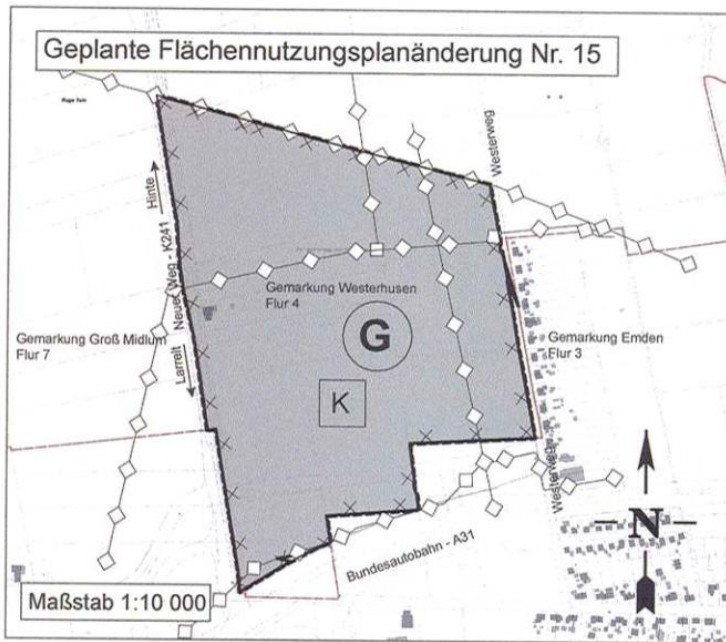 Geplante Flächennutzungsplanänderung Nr. 15
Westerweg
Hinte
Neuer Weg - K241
Larrelt
Gemarkung Westerhusen
Flur 4
Gemarkung Groß Midlum
Flur 7
G
K
Gemarkung Emden
Flur 3
Westerweg
N
Bundesautobahn - A31
Maßstab 1:10 000